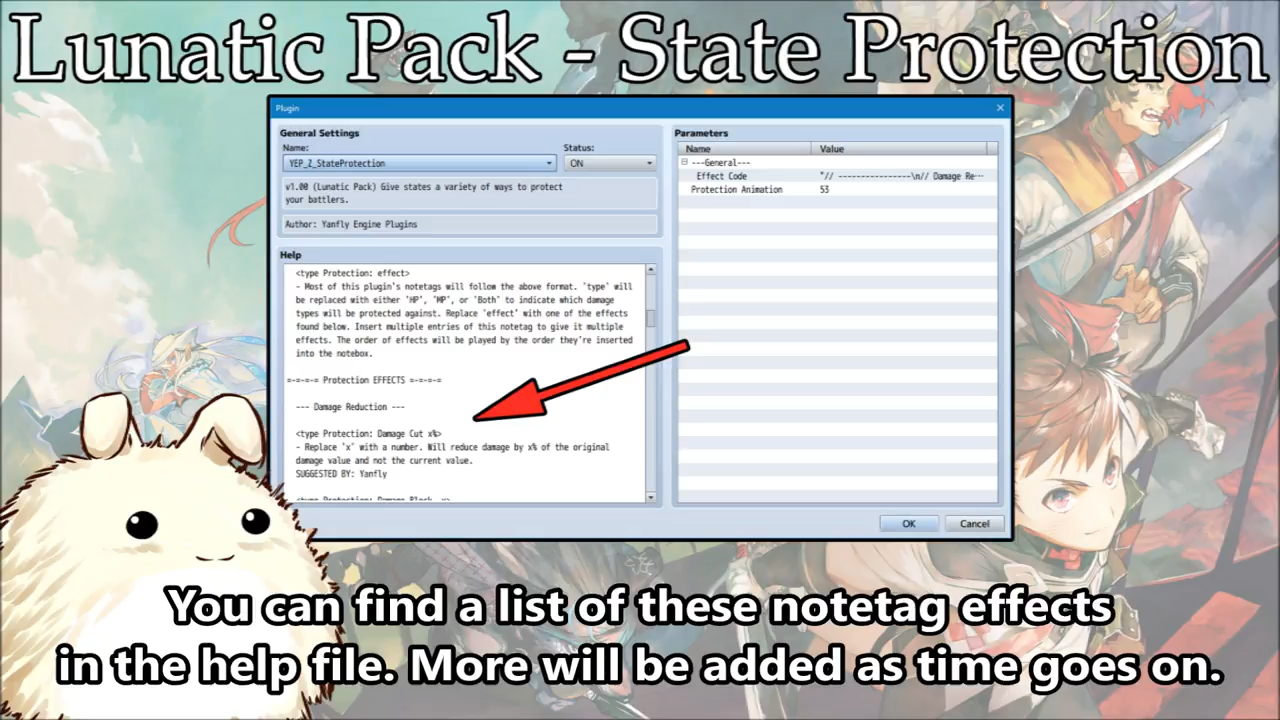 Lunatic Pack - State Protection
Plugin
General Settings
Name:
Status:
YEP_Z_StateProtection
ON
v1.00 (Lunatic Pack) Give states a variety of ways to protect
your battlers.
Author: Yanfly Engine Plugins
Help
<type Protection: effect>
- Most of this plugin's notetags will follow the above format. 'type' will
be replaced with either 'HP', 'MP', or 'Both' to indicate which damage
types will be protected against. Replace 'effect' with one of the effects
found below. Insert multiple entries of this notetag to give it multiple
effects. The order of effects will be played by the order they're inserted
into the notebox.
=-=-=-= Protection EFFECTS =-=-=-=
--- Damage Reduction ---
<type Protection: Damage Cut x%>
- Replace 'x' with a number. Will reduce damage by x% of the original
damage value and not the current value.
SUGGESTED BY: Yanfly
<type Protection: Damage Block x>
Parameters
Name Value
---General---
Effect Code "// -----------------\n// Damage Re…
Protection Animation 53
OK Cancel
You can find a list of these notetag effects
in the help file. More will be added as time goes on.